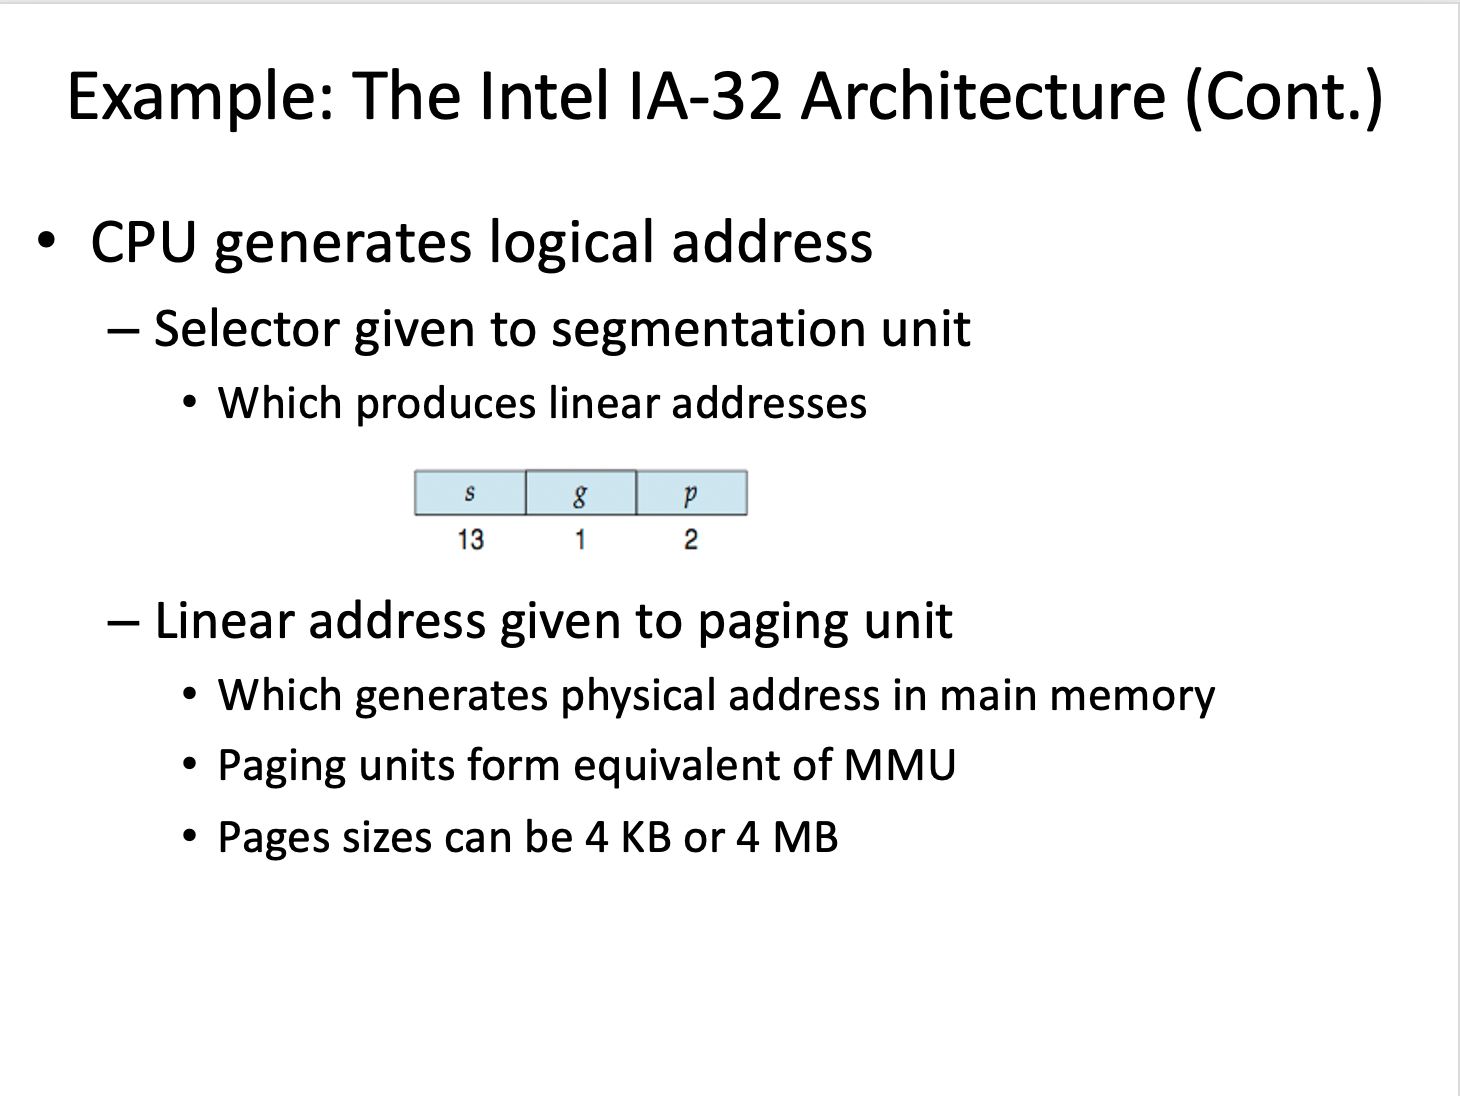 Example: The Intel IA-32 Architecture (Cont.)
• CPU generates logical address
– Selector given to segmentation unit
• Which produces linear addresses
s g p
13 1 2
– Linear address given to paging unit
• Which generates physical address in main memory
• Paging units form equivalent of MMU
• Pages sizes can be 4 KB or 4 MB